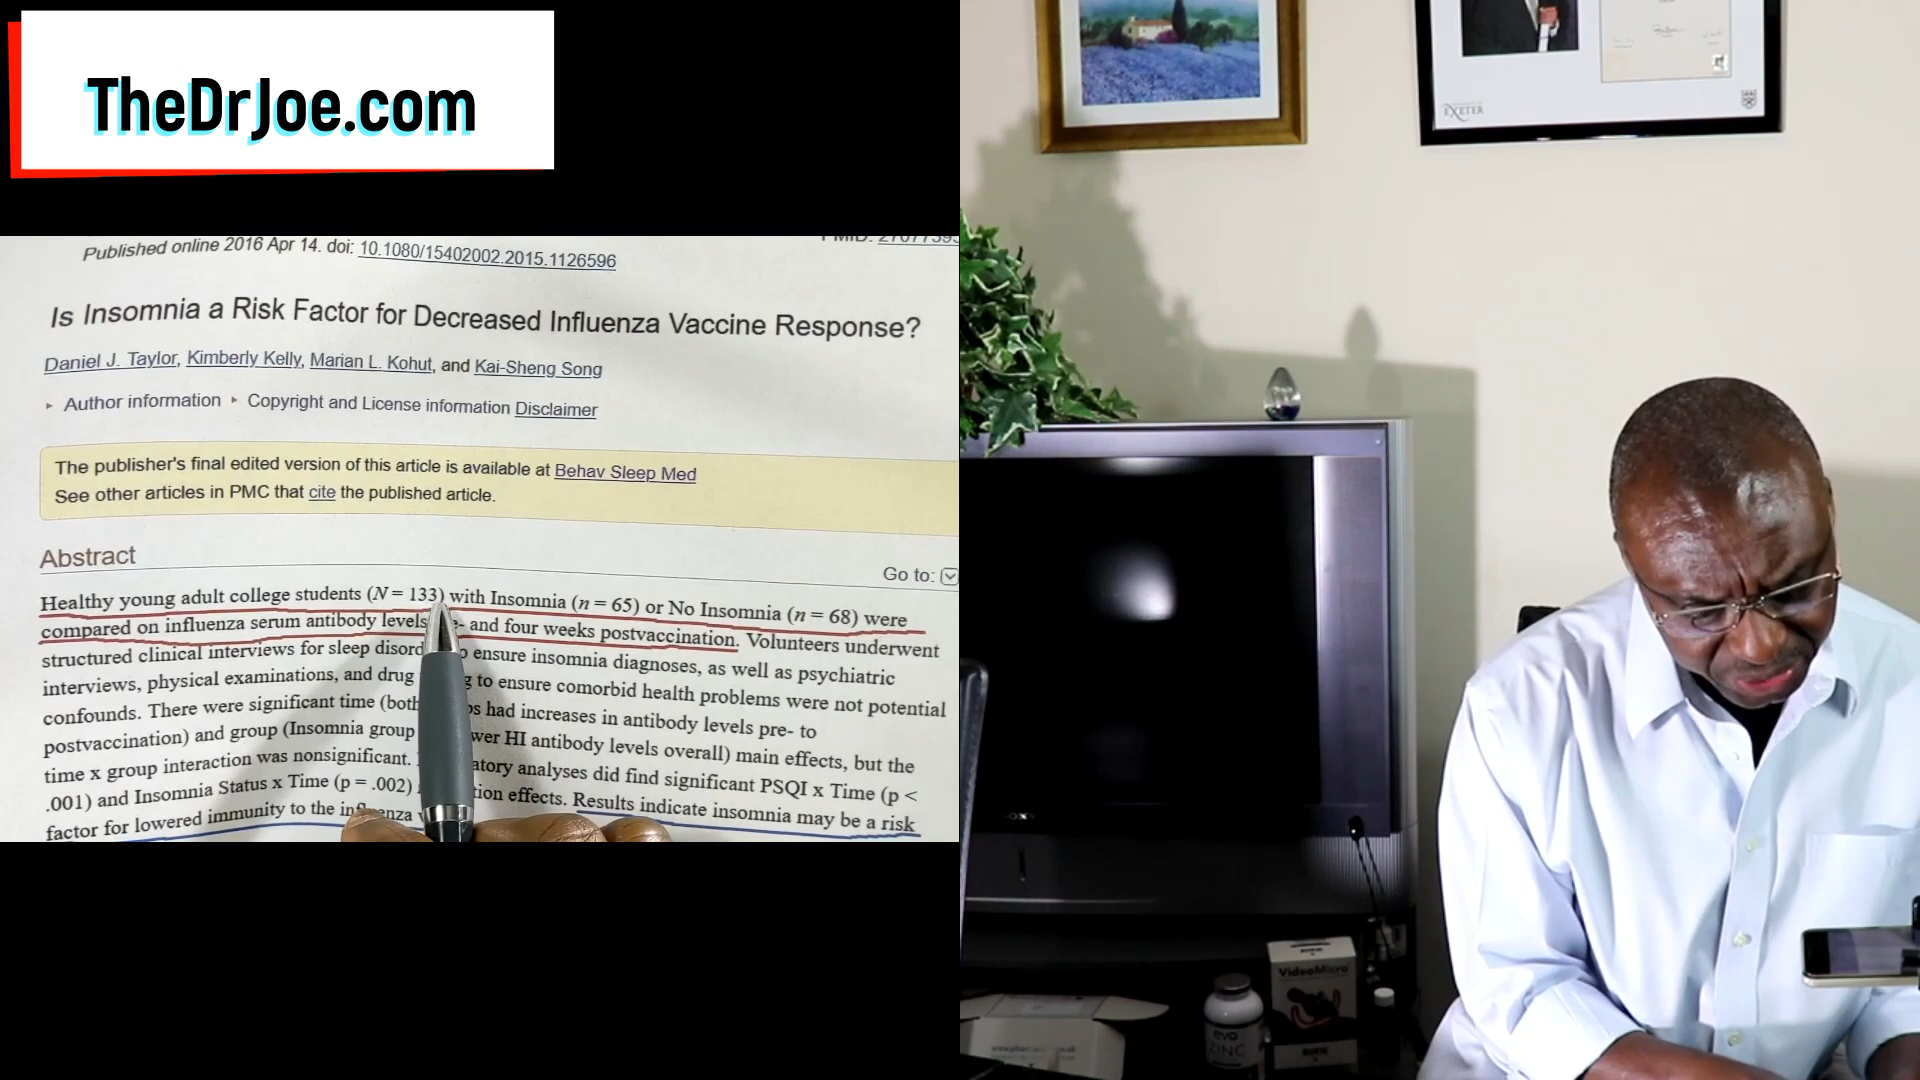 TheDrJoe.com
Published online 2016 Apr 14. doi: 10.1080/15402002.2015.1126596
Is Insomnia a Risk Factor for Decreased Influenza Vaccine Response?
Daniel J. Taylor, Kimberly Kelly, Marian L. Kohut, and Kai-Sheng Song
▸ Author information ▸ Copyright and License information Disclaimer
The publisher's final edited version of this article is available at Behav Sleep Med
See other articles in PMC that cite the published article.
Abstract
Go to:
Healthy young adult college students (N = 133) with Insomnia (n = 65) or No Insomnia (n = 68) were
compared on influenza serum antibody levels and four weeks postvaccination. Volunteers underwent
structured clinical interviews for sleep ensure insomnia diagnoses, as well as psychiatric
interviews, physical examinations, and drug to ensure comorbid health problems were not potential
confounds. There were significant time (both had increases in antibody levels pre- to
postvaccination) and group (Insomnia group HI antibody levels overall) main effects, but the
time x group interaction was nonsignificant. analyses did find significant PSQI x Time (p <
.001) and Insomnia Status x Time (p = .002) effects. Results indicate insomnia may be a risk
factor for lowered immunity to the
EXETER
SONY
VideoMicro
RODE
evo
ZINC